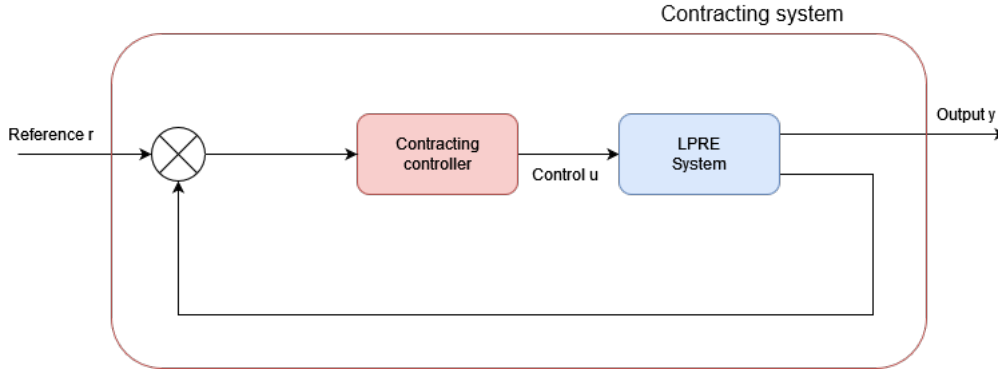 Contracting system
Reference r
Contracting
controller
Control u
LPRE
System
Output y